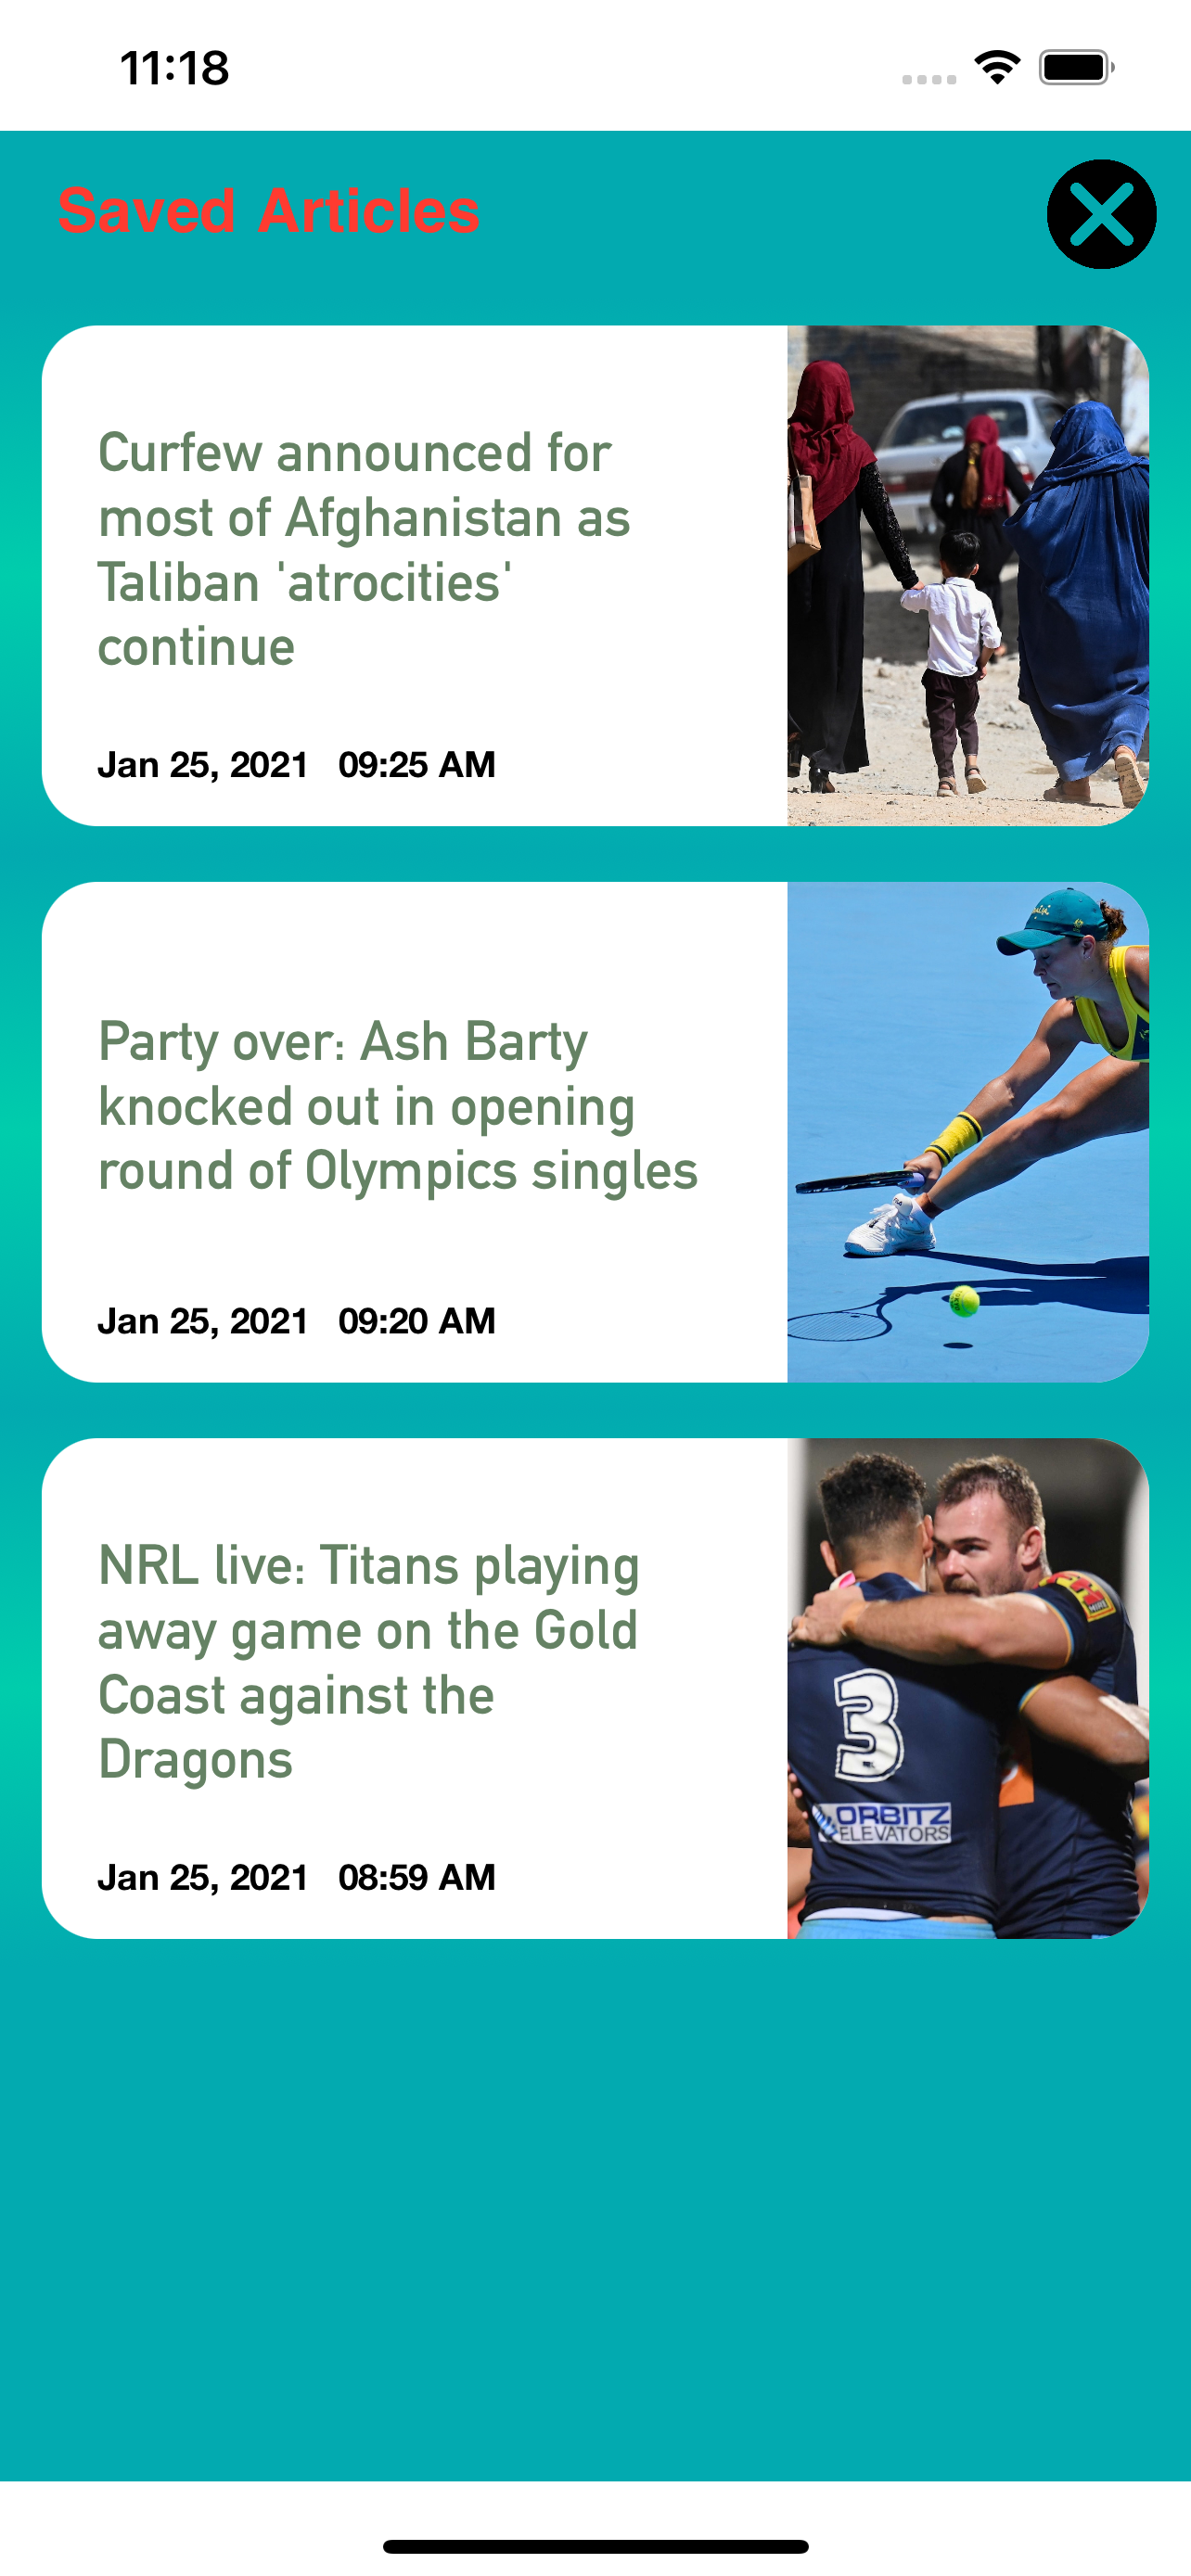 11:18
Saved Articles
Curfew announced for
most of Afghanistan as
Taliban 'atrocities'
continue
Jan 25, 2021 09:25 AM
Party over: Ash Barty
knocked out in opening
round of Olympics singles
Jan 25, 2021 09:20 AM
NRL live: Titans playing
away game on the Gold
Coast against the
Dragons
Jan 25, 2021 08:59 AM
3
ORBITZ
ELEVATORS